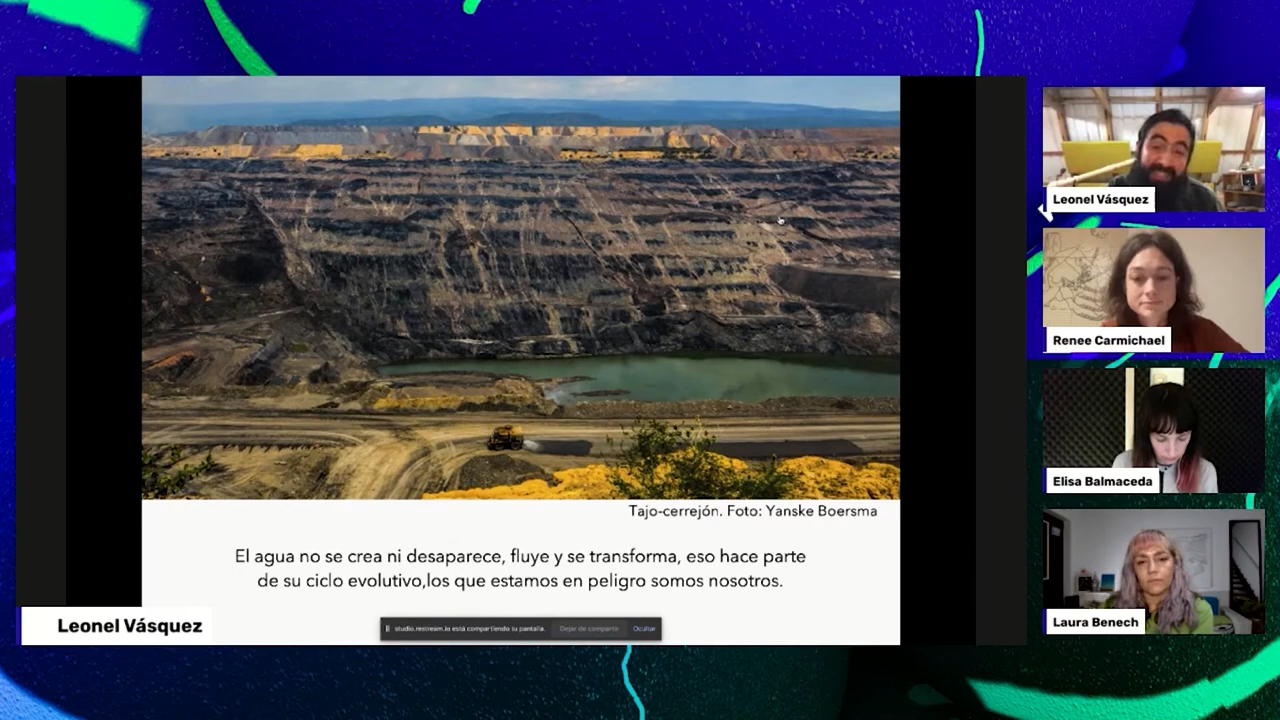 Tajo-cerrejón. Foto: Yanske Boersma
El agua no se crea ni desaparece, fluye y se transforma, eso hace parte
de su ciclo evolutivo,los que estamos en peligro somos nosotros.
studio.restream.io está compartiendo tu pantalla. Dejar de compartir Ocultar
Leonel Vásquez
Leonel Vásquez
Renee Carmichael
Elisa Balmaceda
Laura Benech